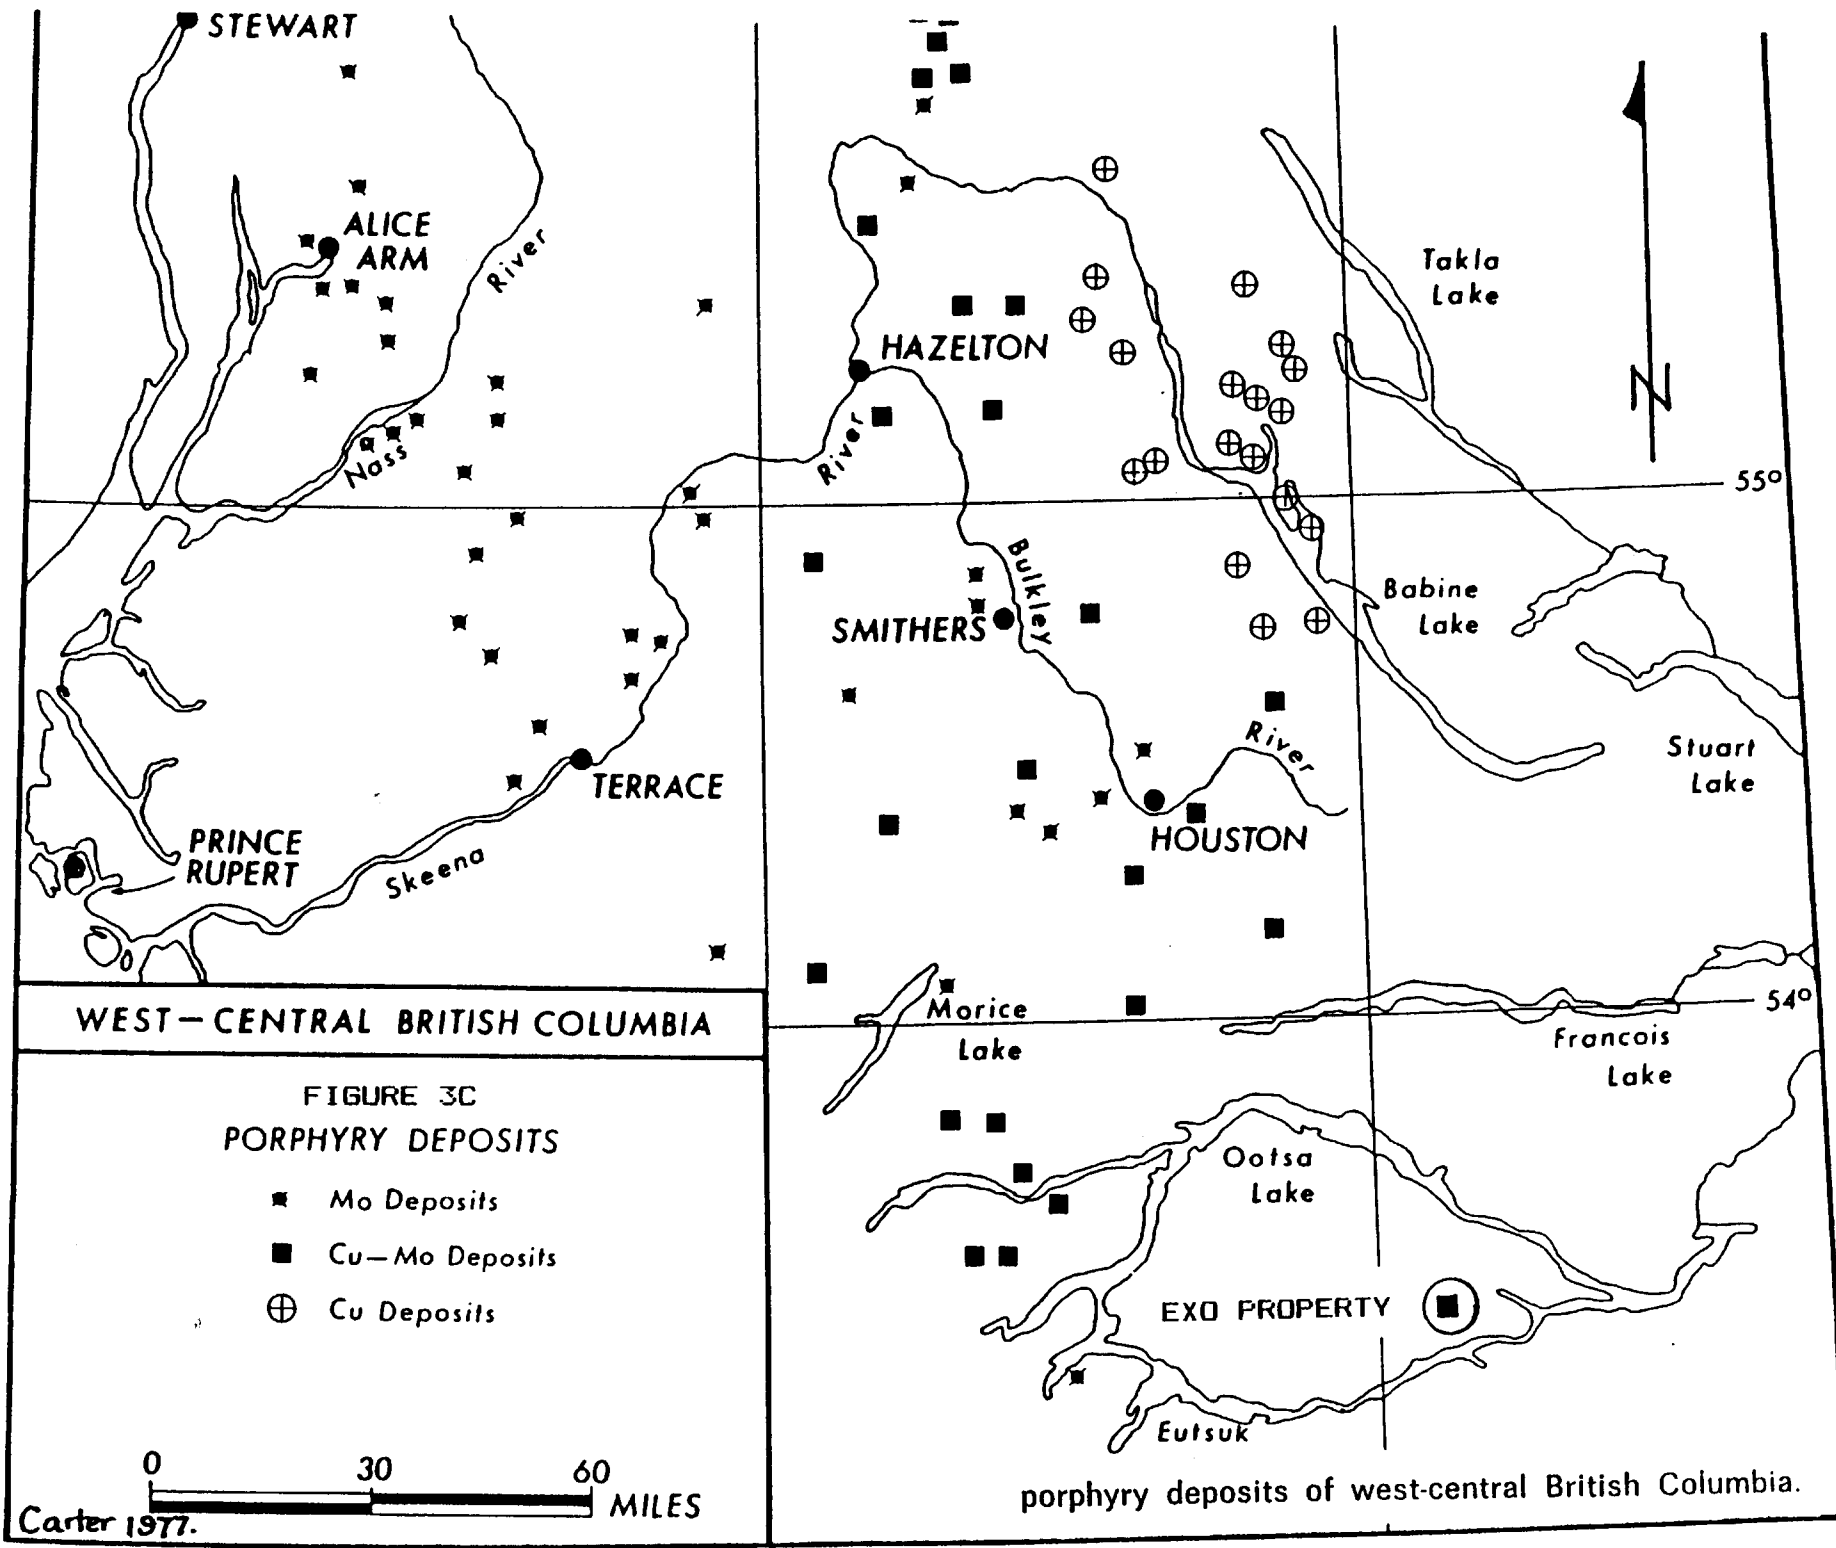 STEWART
ALICE
ARM
River
Nass
HAZELTON
River
Takla
Lake
N
55º
Bulkley
SMITHERS
Babine
Lake
River
Stuart
Lake
TERRACE
HOUSTON
PRINCE
RUPERT
Skeena
Morice
Lake
54º
Francois
Lake
Ootsa
Lake
EXO PROPERTY
Eutsuk
WEST-CENTRAL BRITISH COLUMBIA
FIGURE 3C
PORPHYRY DEPOSITS
Mo Deposits
Cu-Mo Deposits
Cu Deposits
0 30 60
MILES
Carter 1977.
porphyry deposits of west-central British Columbia.